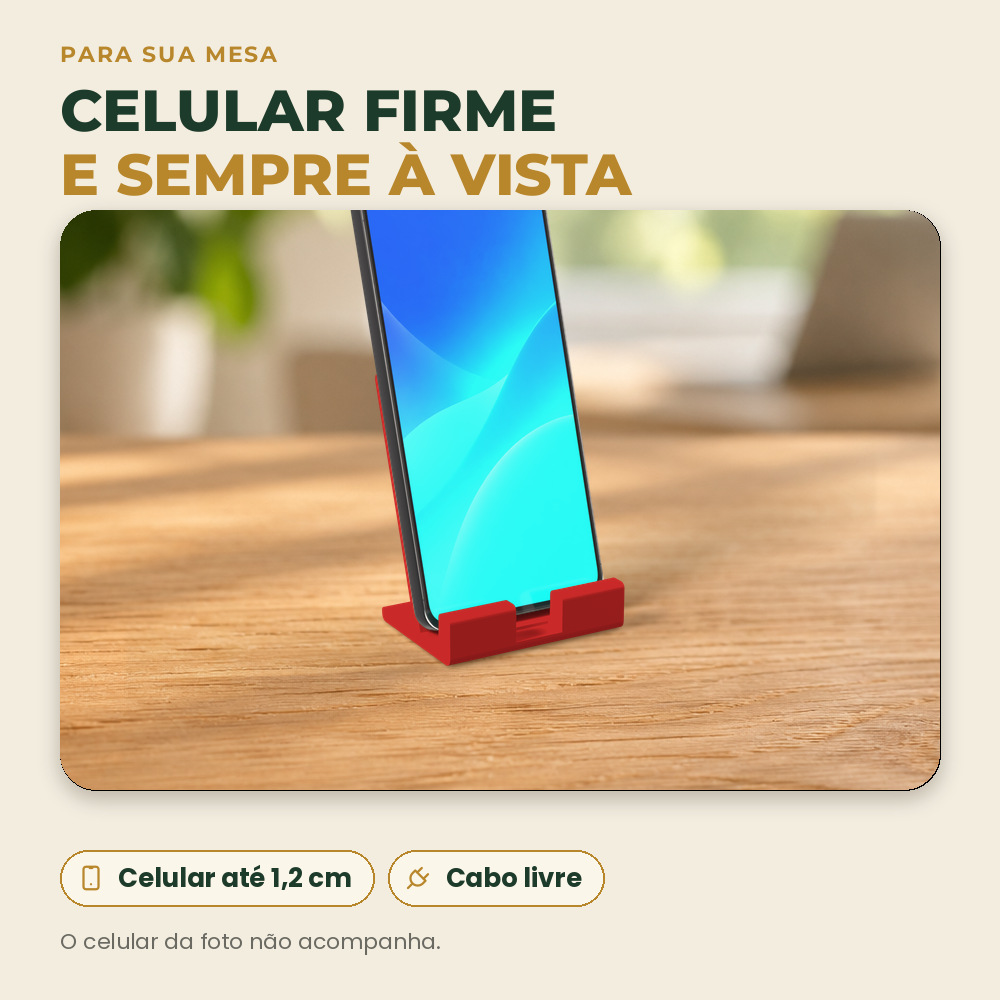 PARA SUA MESA
CELULAR FIRME
E SEMPRE À VISTA
Celular até 1,2 cm
Cabo livre
O celular da foto não acompanha.